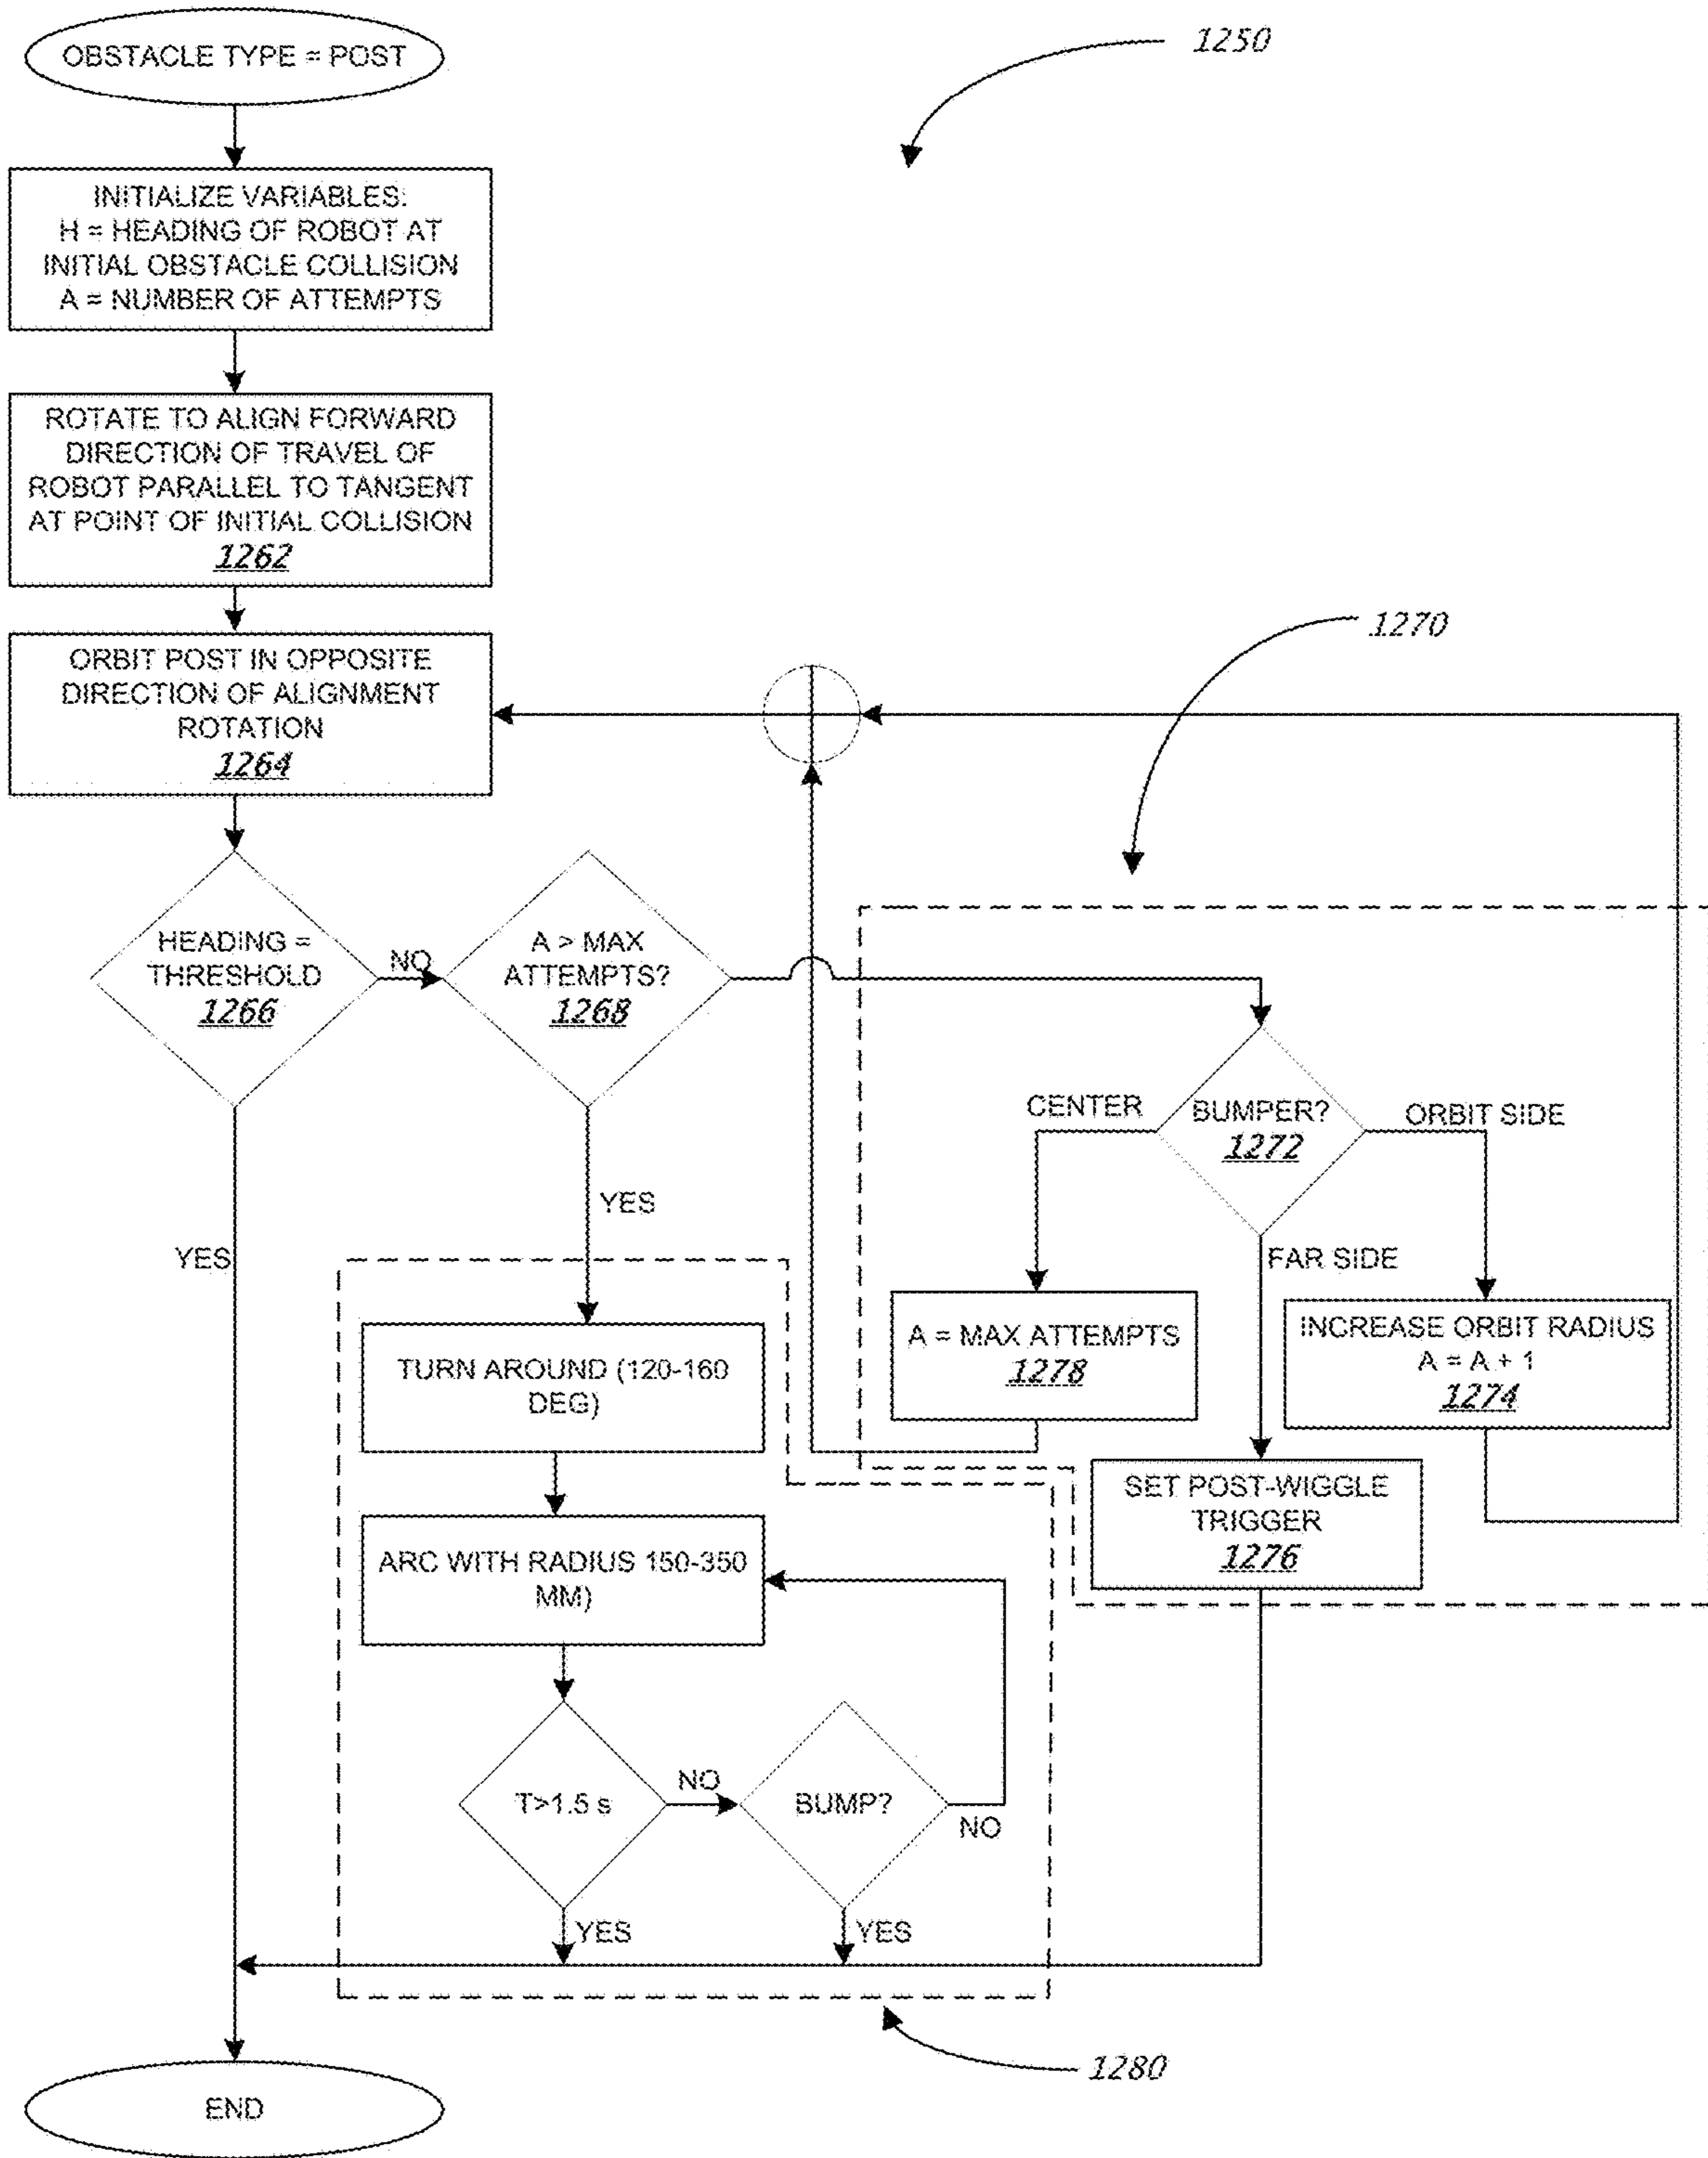 OBSTACLE TYPE = POST
1250
INITIALIZE VARIABLES:
H = HEADING OF ROBOT AT
INITIAL OBSTACLE COLLISION
A = NUMBER OF ATTEMPTS
ROTATE TO ALIGN FORWARD
DIRECTION OF TRAVEL OF
ROBOT PARALLEL TO TANGENT
AT POINT OF INITIAL COLLISION
1262
1270
ORBIT POST IN OPPOSITE
DIRECTION OF ALIGNMENT
ROTATION
1264
HEADING =
THRESHOLD
1266
NO
A > MAX
ATTEMPTS?
1268
CENTER
BUMPER?
1272
ORBIT SIDE
YES
YES
FAR SIDE
A = MAX ATTEMPTS
1278
INCREASE ORBIT RADIUS
A = A + 1
1274
TURN AROUND (120-160
DEG)
SET POST-WIGGLE
TRIGGER
1276
ARC WITH RADIUS 150-350
MM)
T>1.5 s
NO
BUMP?
NO
YES
YES
1280
END